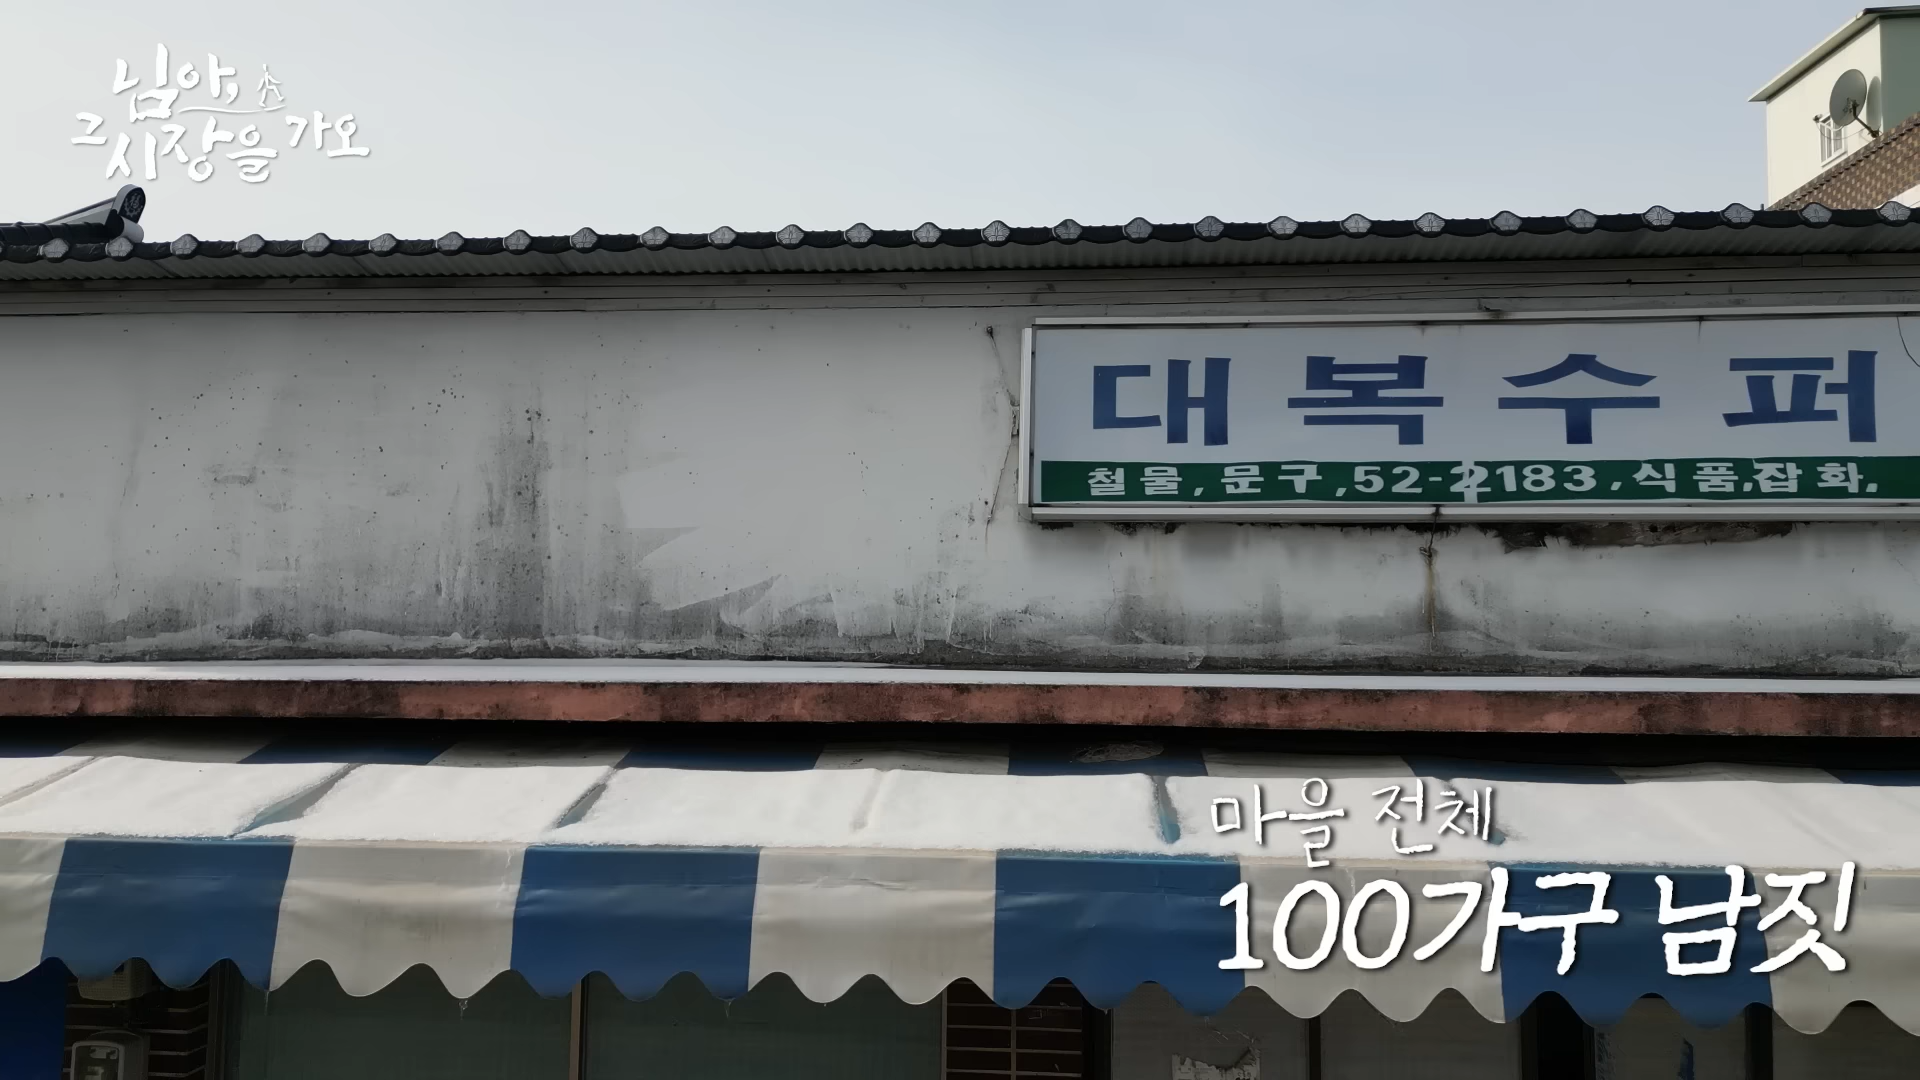 님아,
그 시장을 가오
대복수퍼
철물, 문구, 52-2183, 식품, 잡화,
마을 전체
100가구 남짓